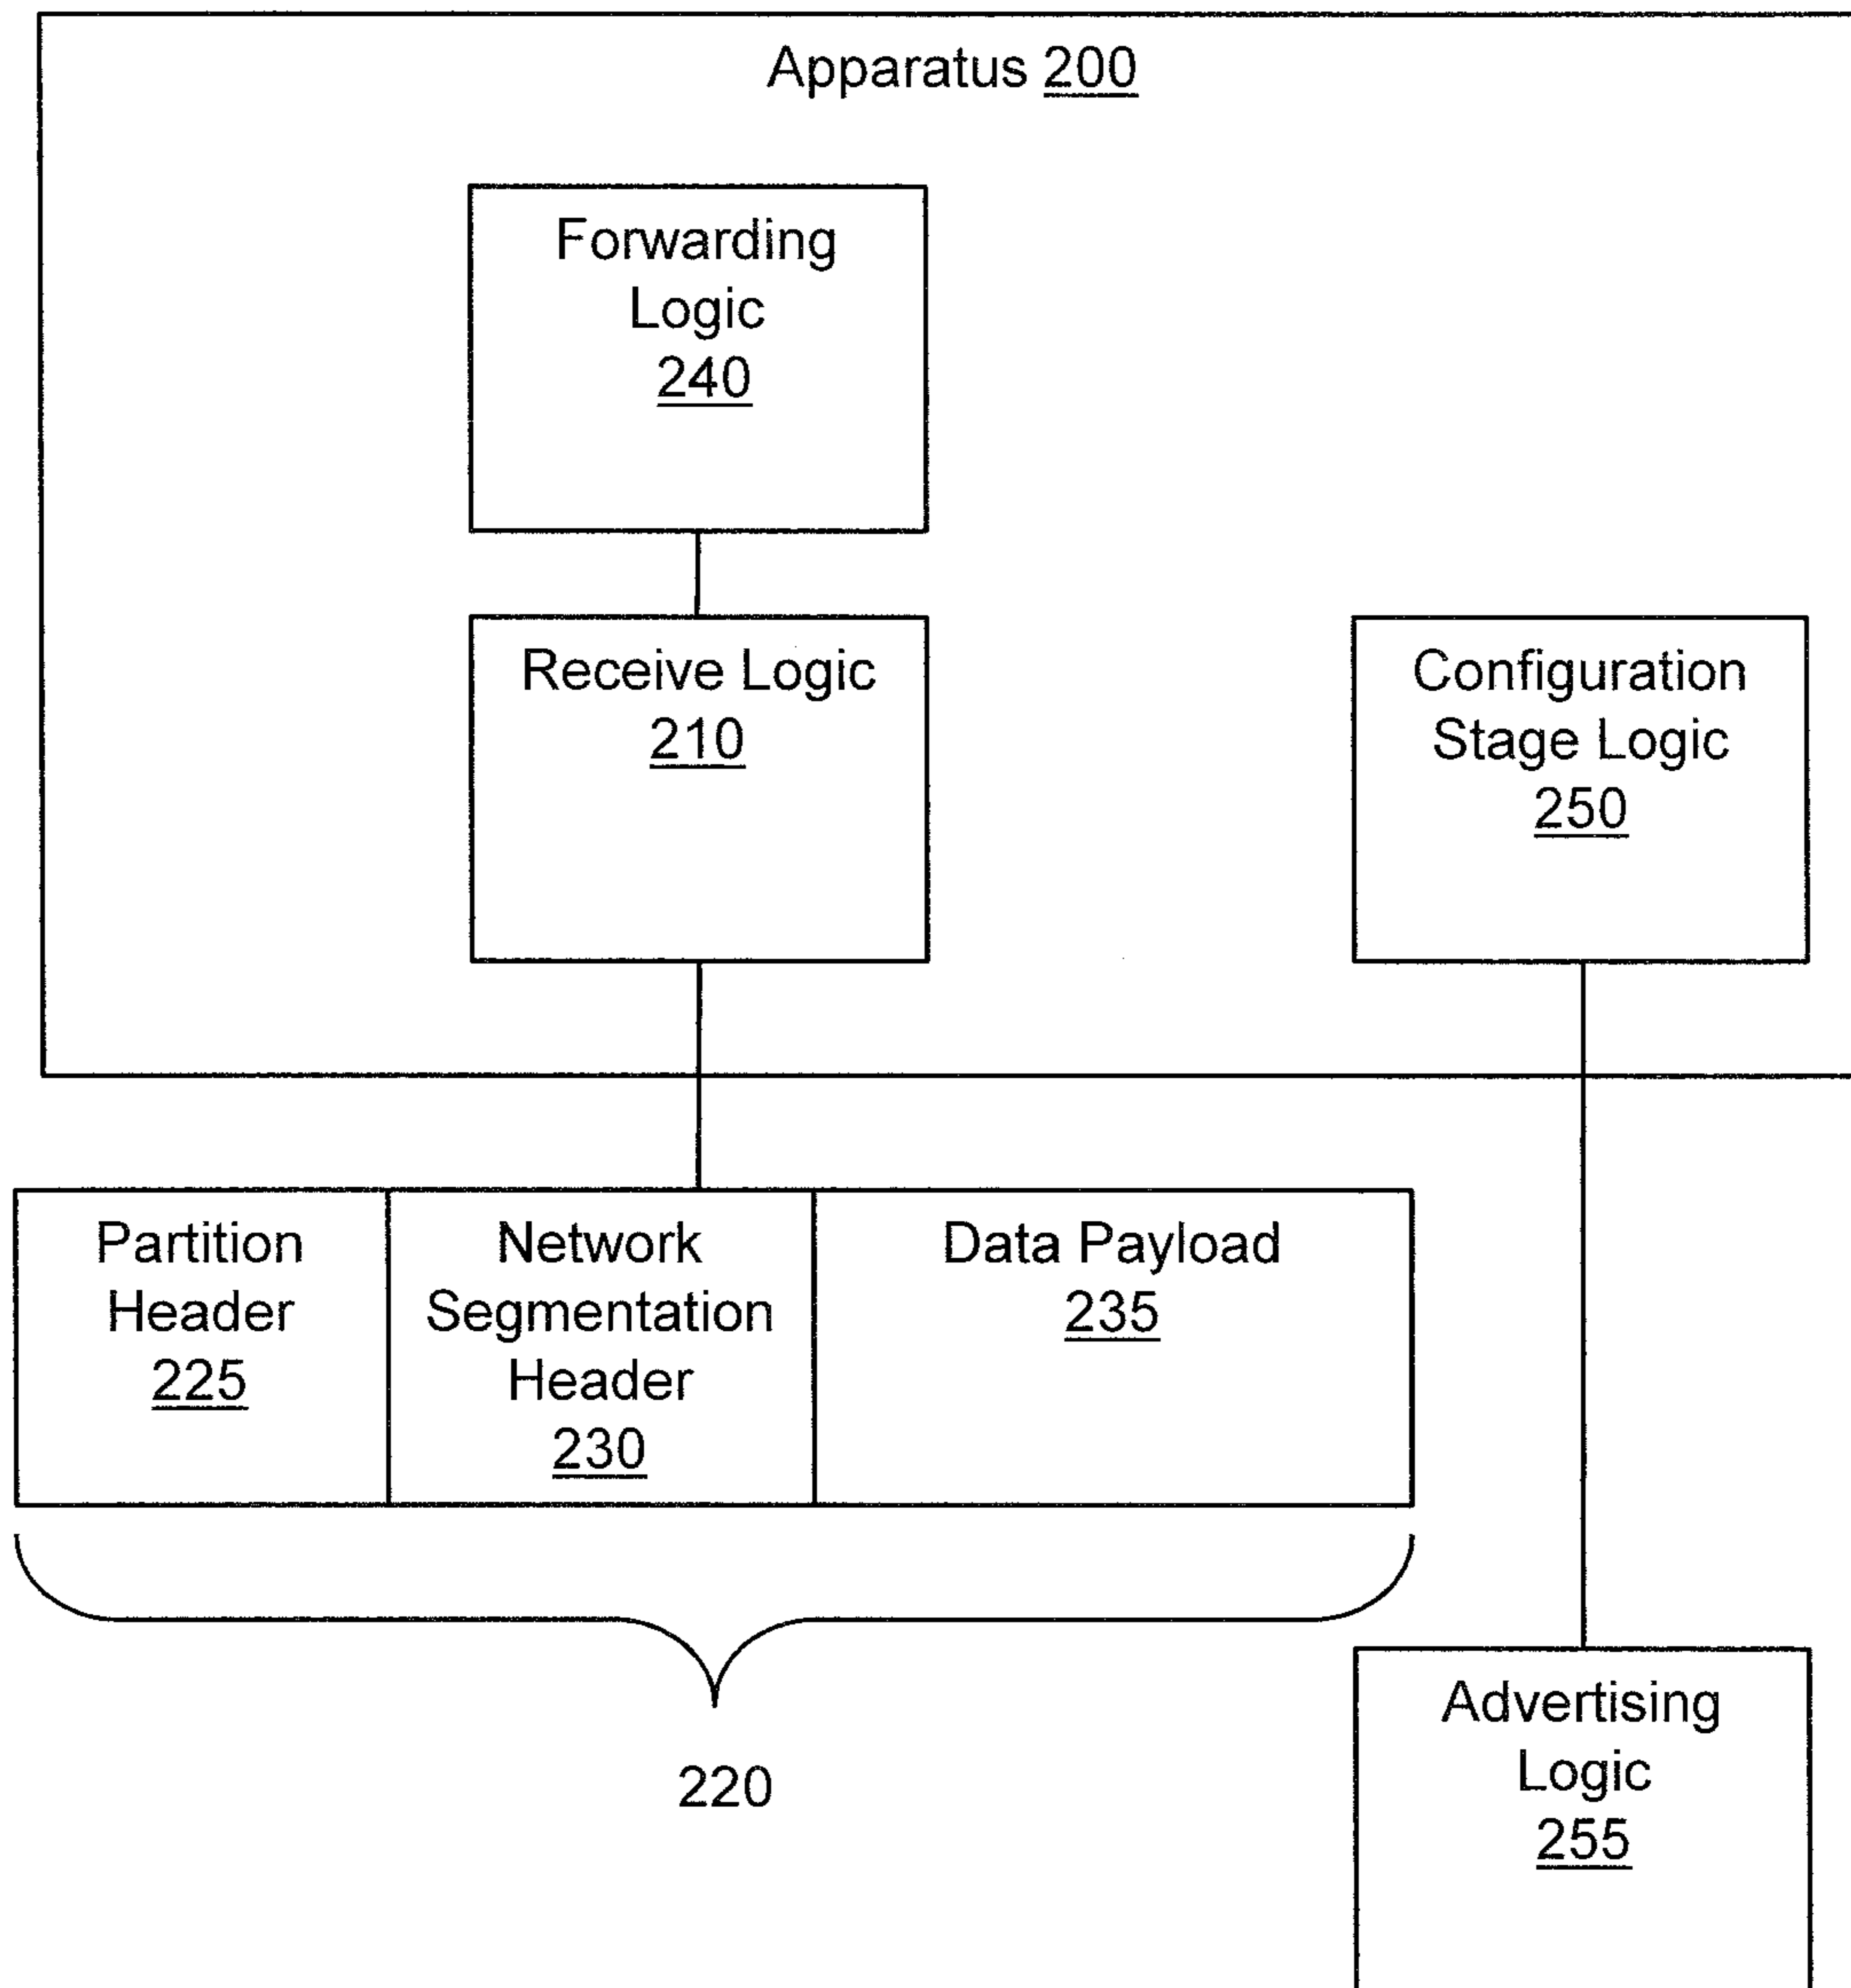 Apparatus 200
Forwarding
Logic
240
Receive Logic
210
Configuration
Stage Logic
250
Partition
Header
225
Network
Segmentation
Header
230
Data Payload
235
220
Advertising
Logic
255